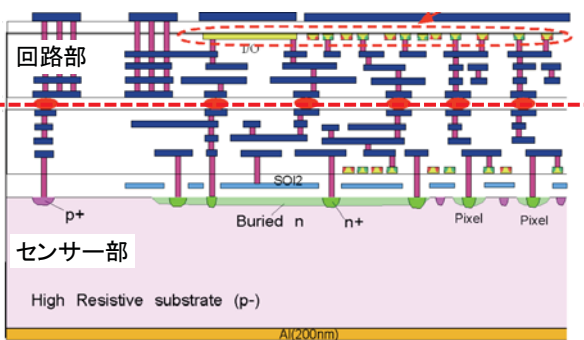 I/O
回路部
SOI2
p+
Buried n
n+
Pixel
Pixel
センサー部
High Resistive substrate (p-)
Al(200nm)